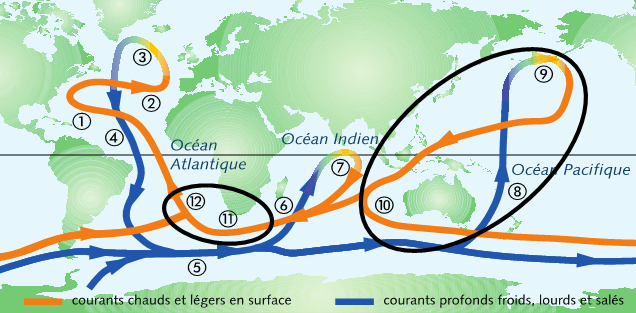 ③
⑨
②
①
④
Océan
Atlantique
Océan Indien
⑦
Océan Pacifique
⑧
⑫
⑥
⑩
⑪
⑤
courants chauds et légers en surface
courants profonds froids, lourds et salés